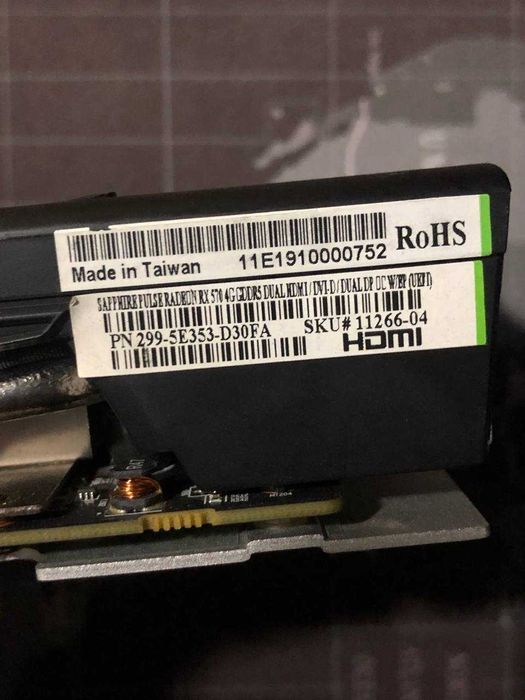 RoHS
Made in Taiwan 11E1910000752
SAPPHIRE PULSE RADEON RX 570 4G GDDR5 DUAL HDMI / DVI-D / DUAL DP OC W/BP (UEFI)
PN 299-5E353-D30FA SKU# 11266-04
HDMI